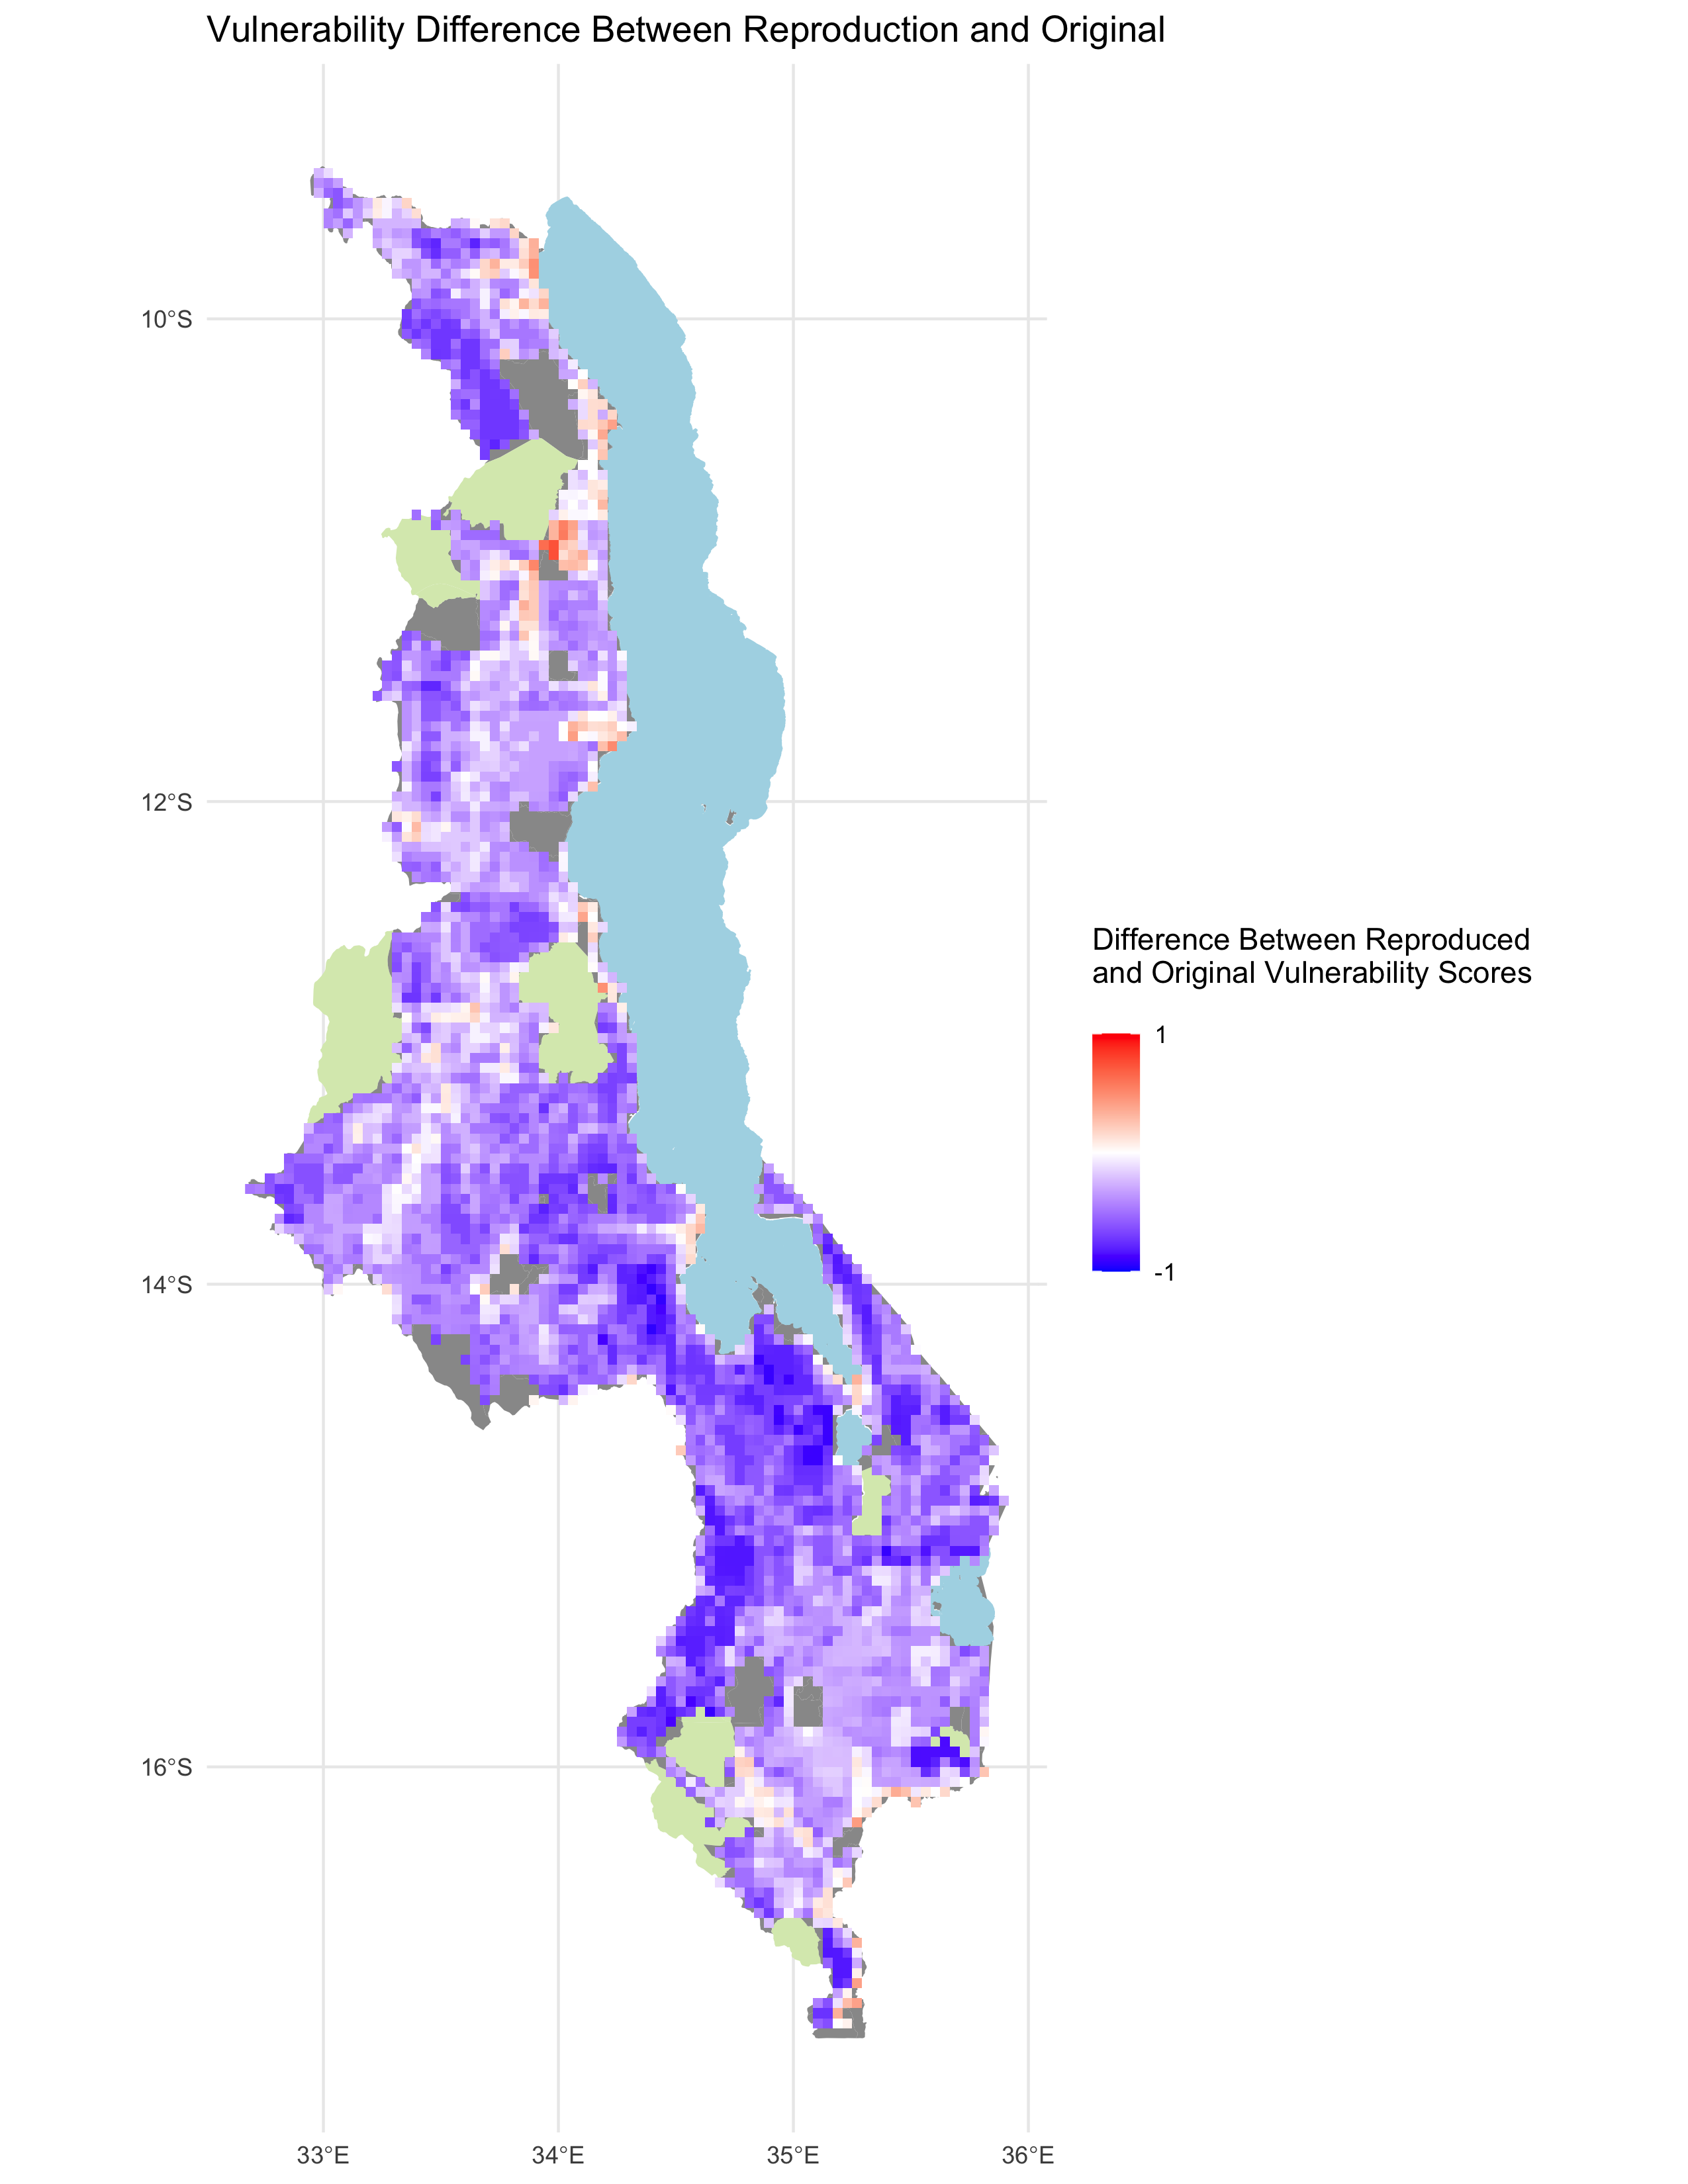 Vulnerability Difference Between Reproduction and Original
10°S
12°S
14°S
16°S
33°E
34°E
35°E
36°E
Difference Between Reproduced
and Original Vulnerability Scores
1
-1